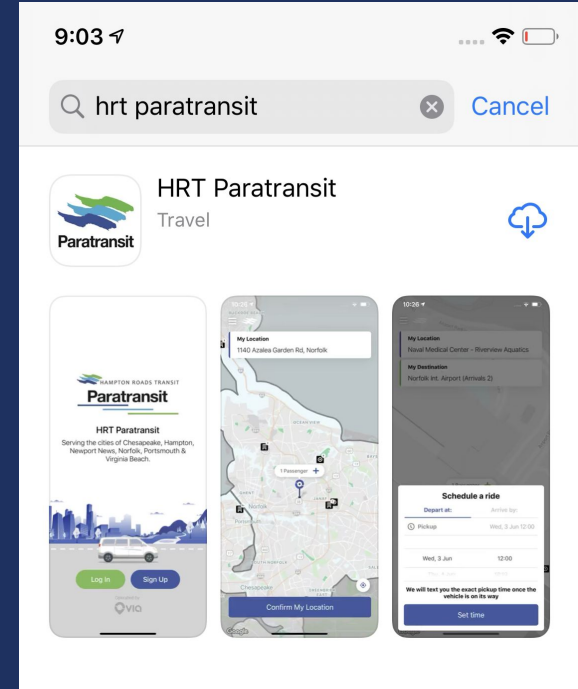 9:03
hrt paratransit
Cancel
HRT Paratransit
Travel
Paratransit
HAMPTON ROADS TRANSIT
Paratransit
HRT Paratransit
Serving the cities of Chesapeake, Hampton,
Newport News, Norfolk, Portsmouth &
Virginia Beach.
Log in
Sign Up
via
My Location
1140 Azalea Garden Rd, Norfolk
OCEAN VIEW
1 Passenger +
Norfolk
Portsmouth
Chesapeake
Confirm My Location
Google
10:26
My Location
Naval Medical Center - Riverview Aquatics
My Destination
Norfolk Int. Airport (Arrivals 2)
Schedule a ride
Depart at:
Arrive by:
Pickup
Wed, 3 Jun 12:00
Wed, 3 Jun
12:00
We will text you the exact pickup time once the
vehicle is on its way
Set time